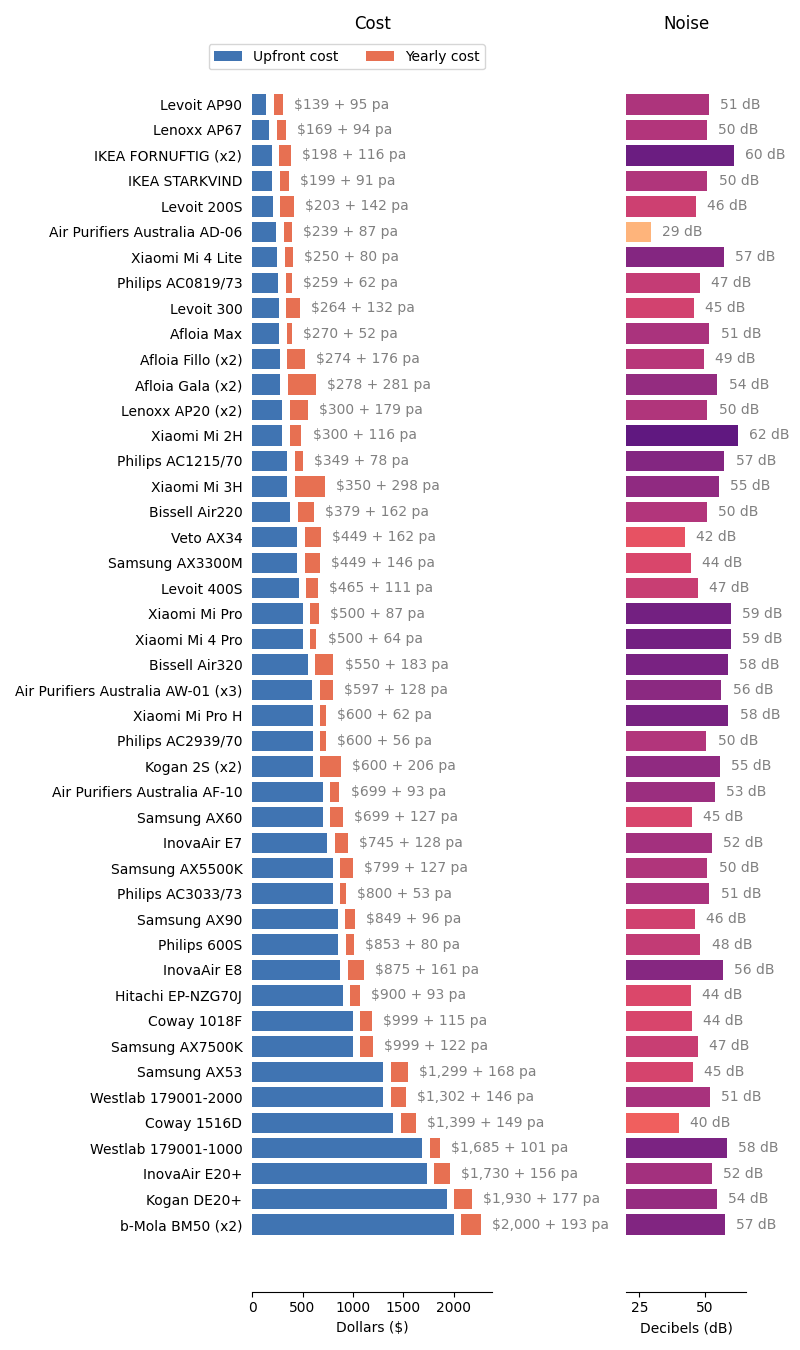 Cost Noise
Upfront cost Yearly cost
Levoit AP90 $139 + 95 pa 51 dB
Lenoxx AP67 $169 + 94 pa 50 dB
IKEA FORNUFTIG (x2) $198 + 116 pa 60 dB
IKEA STARKVIND $199 + 91 pa 50 dB
Levoit 200S $203 + 142 pa 46 dB
Air Purifiers Australia AD-06 $239 + 87 pa 29 dB
Xiaomi Mi 4 Lite $250 + 80 pa 57 dB
Philips AC0819/73 $259 + 62 pa 47 dB
Levoit 300 $264 + 132 pa 45 dB
Afloia Max $270 + 52 pa 51 dB
Afloia Fillo (x2) $274 + 176 pa 49 dB
Afloia Gala (x2) $278 + 281 pa 54 dB
Lenoxx AP20 (x2) $300 + 179 pa 50 dB
Xiaomi Mi 2H $300 + 116 pa 62 dB
Philips AC1215/70 $349 + 78 pa 57 dB
Xiaomi Mi 3H $350 + 298 pa 55 dB
Bissell Air220 $379 + 162 pa 50 dB
Veto AX34 $449 + 162 pa 42 dB
Samsung AX3300M $449 + 146 pa 44 dB
Levoit 400S $465 + 111 pa 47 dB
Xiaomi Mi Pro $500 + 87 pa 59 dB
Xiaomi Mi 4 Pro $500 + 64 pa 59 dB
Bissell Air320 $550 + 183 pa 58 dB
Air Purifiers Australia AW-01 (x3) $597 + 128 pa 56 dB
Xiaomi Mi Pro H $600 + 62 pa 58 dB
Philips AC2939/70 $600 + 56 pa 50 dB
Kogan 2S (x2) $600 + 206 pa 55 dB
Air Purifiers Australia AF-10 $699 + 93 pa 53 dB
Samsung AX60 $699 + 127 pa 45 dB
InovaAir E7 $745 + 128 pa 52 dB
Samsung AX5500K $799 + 127 pa 50 dB
Philips AC3033/73 $800 + 53 pa 51 dB
Samsung AX90 $849 + 96 pa 46 dB
Philips 600S $853 + 80 pa 48 dB
InovaAir E8 $875 + 161 pa 56 dB
Hitachi EP-NZG70J $900 + 93 pa 44 dB
Coway 1018F $999 + 115 pa 44 dB
Samsung AX7500K $999 + 122 pa 47 dB
Samsung AX53 $1,299 + 168 pa 45 dB
Westlab 179001-2000 $1,302 + 146 pa 51 dB
Coway 1516D $1,399 + 149 pa 40 dB
Westlab 179001-1000 $1,685 + 101 pa 58 dB
InovaAir E20+ $1,730 + 156 pa 52 dB
Kogan DE20+ $1,930 + 177 pa 54 dB
b-Mola BM50 (x2) $2,000 + 193 pa 57 dB
0 500 1000 1500 2000 25 50
Dollars ($) Decibels (dB)